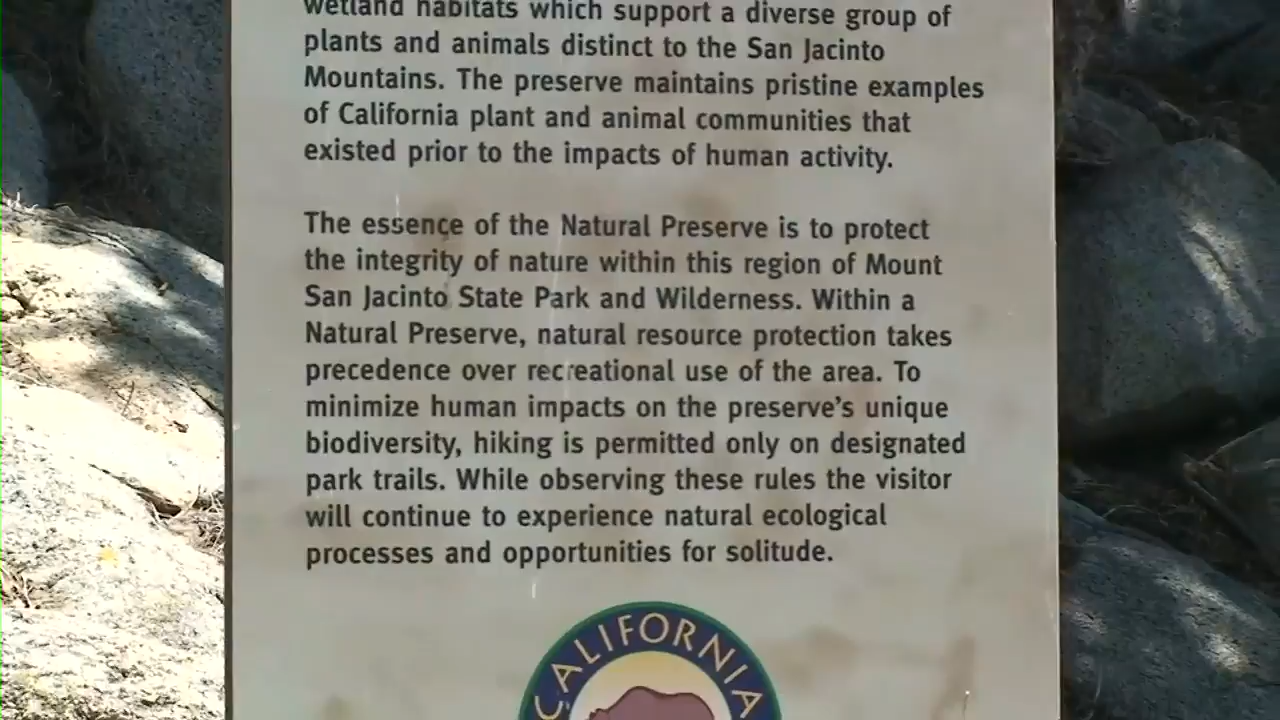 wetland habitats which support a diverse group of
plants and animals distinct to the San Jacinto
Mountains. The preserve maintains pristine examples
of California plant and animal communities that
existed prior to the impacts of human activity.
The essence of the Natural Preserve is to protect
the integrity of nature within this region of Mount
San Jacinto State Park and Wilderness. Within a
Natural Preserve, natural resource protection takes
precedence over recreational use of the area. To
minimize human impacts on the preserve's unique
biodiversity, hiking is permitted only on designated
park trails. While observing these rules the visitor
will continue to experience natural ecological
processes and opportunities for solitude.
CALIFORNIA